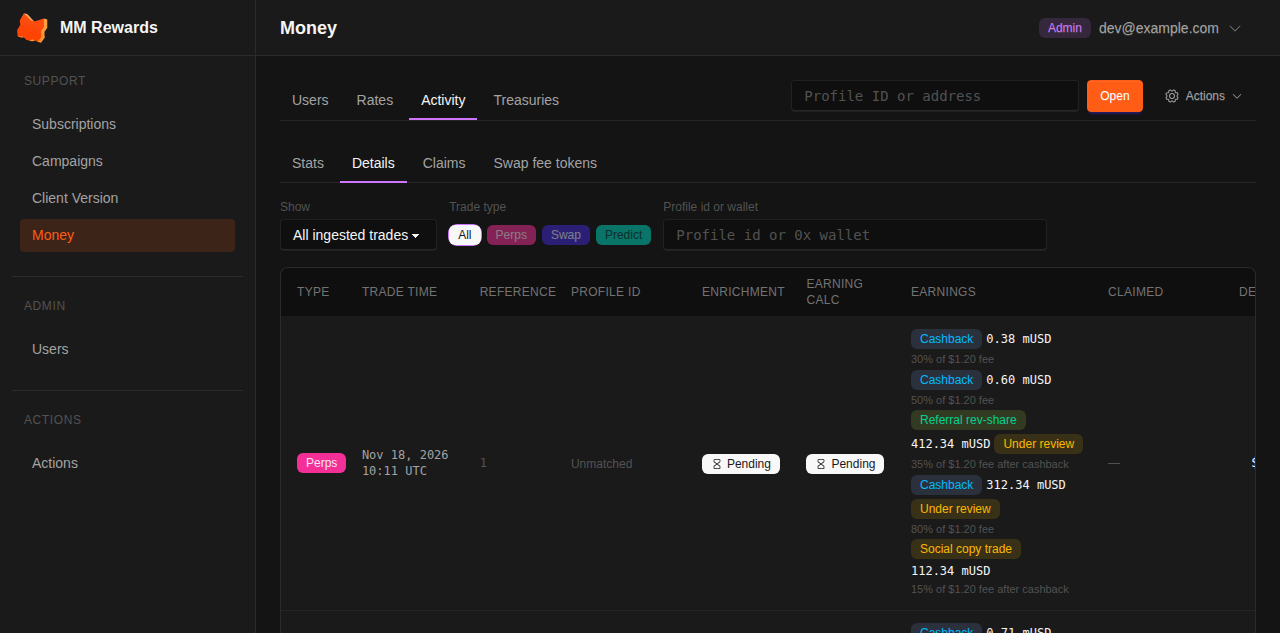 MM Rewards
Money
Admin
dev@example.com
SUPPORT
Subscriptions
Campaigns
Client Version
Money
ADMIN
Users
ACTIONS
Actions
Users
Rates
Activity
Treasuries
Profile ID or address
Open
Actions
Stats
Details
Claims
Swap fee tokens
Show
Trade type
Profile id or wallet
All ingested trades
All
Perps
Swap
Predict
Profile id or 0x wallet
TYPE
TRADE TIME
REFERENCE
PROFILE ID
ENRICHMENT
EARNING
CALC
EARNINGS
CLAIMED
DE
Perps
Nov 18, 2026
10:11 UTC
1
Unmatched
Pending
Pending
Cashback 0.38 mUSD
30% of $1.20 fee
Cashback 0.60 mUSD
50% of $1.20 fee
Referral rev-share
412.34 mUSD Under review
35% of $1.20 fee after cashback
Cashback 312.34 mUSD
Under review
80% of $1.20 fee
Social copy trade
112.34 mUSD
15% of $1.20 fee after cashback
—
Cashback 0.71 mUSD